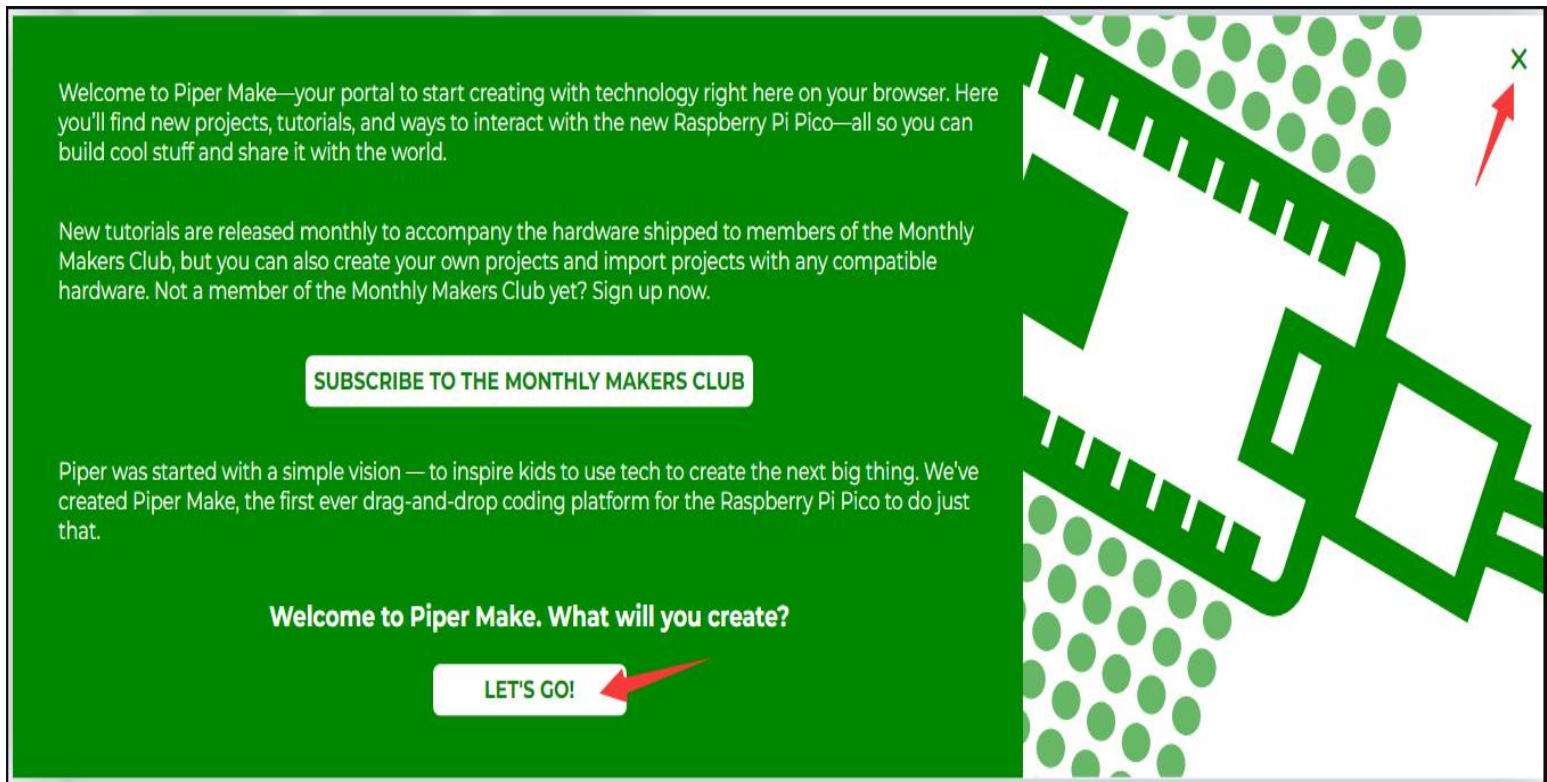 Welcome to Piper Make—your portal to start creating with technology right here on your browser. Here
you'll find new projects, tutorials, and ways to interact with the new Raspberry Pi Pico—all so you can
build cool stuff and share it with the world.
New tutorials are released monthly to accompany the hardware shipped to members of the Monthly
Makers Club, but you can also create your own projects and import projects with any compatible
hardware. Not a member of the Monthly Makers Club yet? Sign up now.
SUBSCRIBE TO THE MONTHLY MAKERS CLUB
Piper was started with a simple vision — to inspire kids to use tech to create the next big thing. We've
created Piper Make, the first ever drag-and-drop coding platform for the Raspberry Pi Pico to do just
that.
Welcome to Piper Make. What will you create?
LET'S GO!